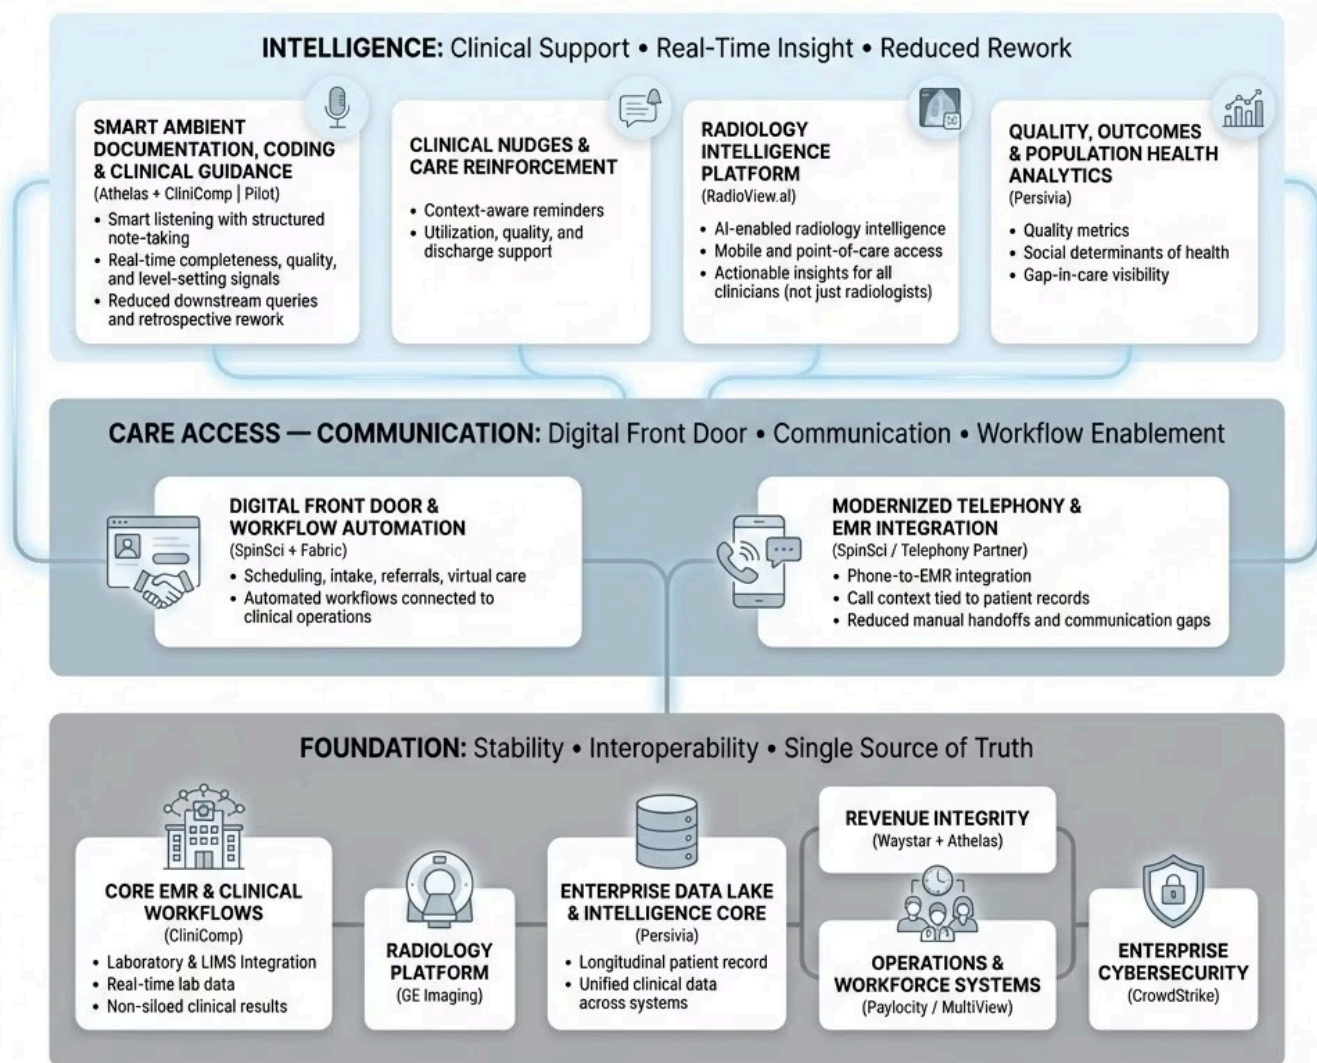 INTELLIGENCE: Clinical Support • Real-Time Insight • Reduced Rework
SMART AMBIENT
DOCUMENTATION, CODING
& CLINICAL GUIDANCE
(Athelas + CliniComp | Pilot)
• Smart listening with structured
note-taking
• Real-time completeness, quality,
and level-setting signals
• Reduced downstream queries
and retrospective rework
CLINICAL NUDGES &
CARE REINFORCEMENT
• Context-aware reminders
• Utilization, quality, and
discharge support
RADIOLOGY
INTELLIGENCE
PLATFORM
(RadioView.al)
• AI-enabled radiology intelligence
• Mobile and point-of-care access
• Actionable insights for all
clinicians (not just radiologists)
QUALITY, OUTCOMES
& POPULATION HEALTH
ANALYTICS
(Persivia)
• Quality metrics
• Social determinants of health
• Gap-in-care visibility
CARE ACCESS — COMMUNICATION: Digital Front Door • Communication • Workflow Enablement
DIGITAL FRONT DOOR &
WORKFLOW AUTOMATION
(SpinSci + Fabric)
• Scheduling, intake, referrals, virtual care
• Automated workflows connected to
clinical operations
MODERNIZED TELEPHONY &
EMR INTEGRATION
(SpinSci / Telephony Partner)
• Phone-to-EMR integration
• Call context tied to patient records
• Reduced manual handoffs and communication gaps
FOUNDATION: Stability • Interoperability • Single Source of Truth
CORE EMR & CLINICAL
WORKFLOWS
(CliniComp)
• Laboratory & LIMS Integration
• Real-time lab data
• Non-siloed clinical results
RADIOLOGY
PLATFORM
(GE Imaging)
ENTERPRISE DATA LAKE
& INTELLIGENCE CORE
(Persivia)
• Longitudinal patient record
• Unified clinical data
across systems
REVENUE INTEGRITY
(Waystar + Athelas)
OPERATIONS &
WORKFORCE SYSTEMS
(Paylocity / MultiView)
ENTERPRISE
CYBERSECURITY
(CrowdStrike)